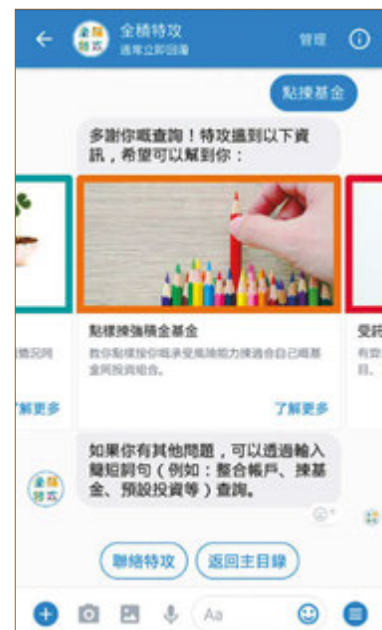 全積特攻
通常立即回覆
管理
點揀基金
多謝你嘅查詢！特攻搵到以下資
訊，希望可以幫到你：
點樣揀強積金基金
教你點樣按你嘅承受風險能力揀適合自己嘅基
金同投資組合。
了解更多
解更多
如果你有其他問題，可以透過輸入
簡短詞句（例如：整合帳戶、揀基
金、預設投資等）查詢。
聯絡特攻
返回主目錄
Aa